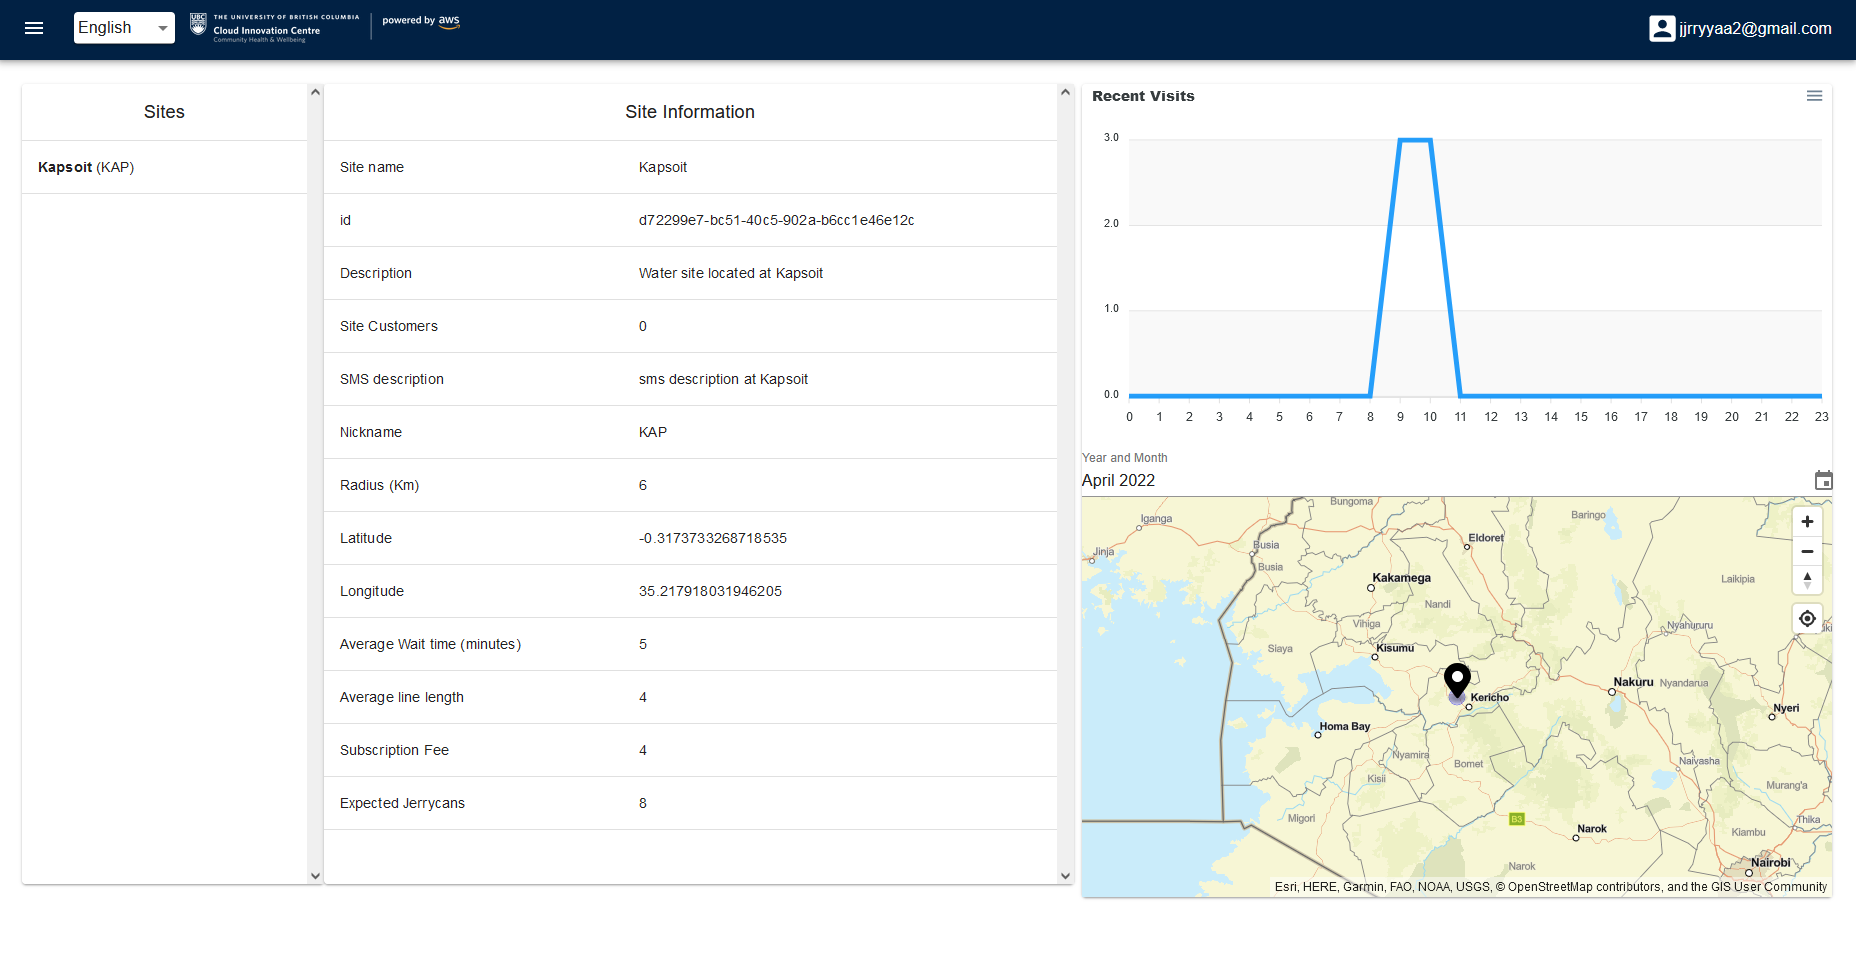 English
UBC
THE UNIVERSITY OF BRITISH COLUMBIA
Cloud Innovation Centre
Community Health & Wellbeing
powered by aws
jjrryyaa2@gmail.com
Sites
Kapsoit (KAP)
Site Information
Site name Kapsoit
id d72299e7-bc51-40c5-902a-b6cc1e46e12c
Description Water site located at Kapsoit
Site Customers 0
SMS description sms description at Kapsoit
Nickname KAP
Radius (Km) 6
Latitude -0.3173733268718535
Longitude 35.217918031946205
Average Wait time (minutes) 5
Average line length 4
Subscription Fee 4
Expected Jerrycans 8
Recent Visits
3.0
2.0
1.0
0.0
0 1 2 3 4 5 6 7 8 9 10 11 12 13 14 15 16 17 18 19 20 21 22 23
Year and Month
April 2022
Bungoma
Iganga
Baringo
Eldoret
Busia
Jinja
Busia
Kakamega
Laikipia
Nandi
Vihiga
Nyahururu
Siaya
Kisumu
Nakuru
Nyandarua
Kericho
Nyeri
Homa Bay
Nyamira
Bomet
Naivasha
Kisii
Murang'a
Migori
B3
Thika
Narok
Kiambu
Nairobi
Narok
Esri, HERE, Garmin, FAO, NOAA, USGS, © OpenStreetMap contributors, and the GIS User Community